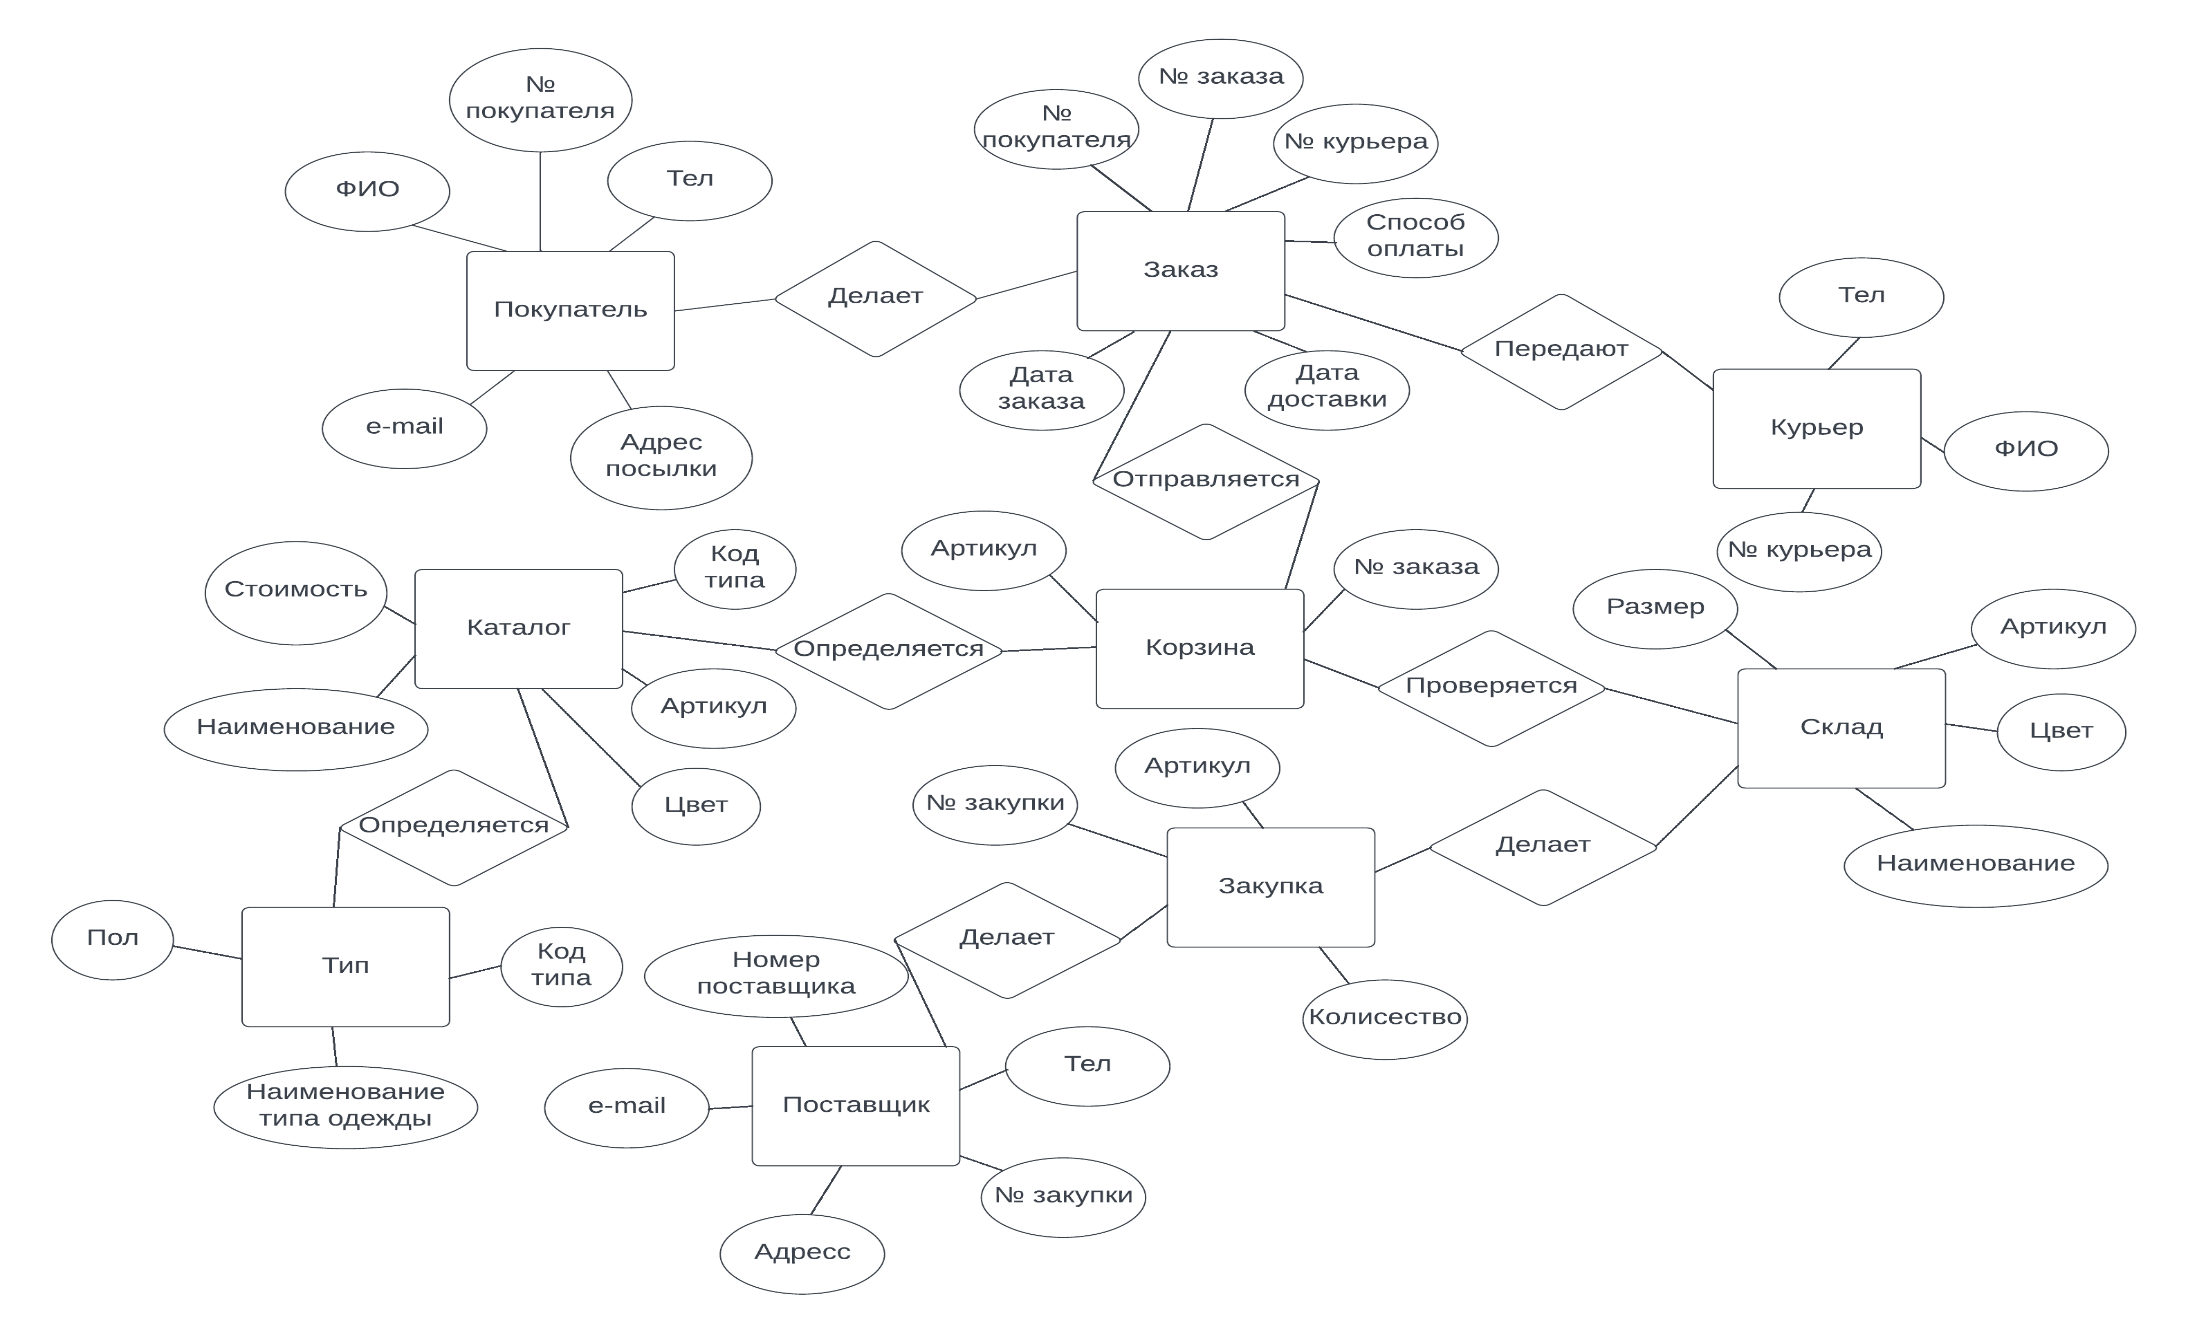 № заказа
№
покупателя
№
покупателя
№ курьера
Тел
ФИО
Способ
оплаты
Заказ
Делает
Покупатель
Тел
Передают
Дата
заказа
Дата
доставки
Курьер
e-mail
Адрес
посылки
ФИО
Отправляется
Артикул
№ курьера
Код
типа
№ заказа
Стоимость
Размер
Артикул
Каталог
Определяется
Корзина
Проверяется
Артикул
Наименование
Склад
Цвет
Артикул
Цвет
№ закупки
Определяется
Делает
Наименование
Закупка
Пол
Делает
Тип
Код
типа
Номер
поставщика
Колисество
Тел
Наименование
типа одежды
e-mail
Поставщик
№ закупки
Адресс